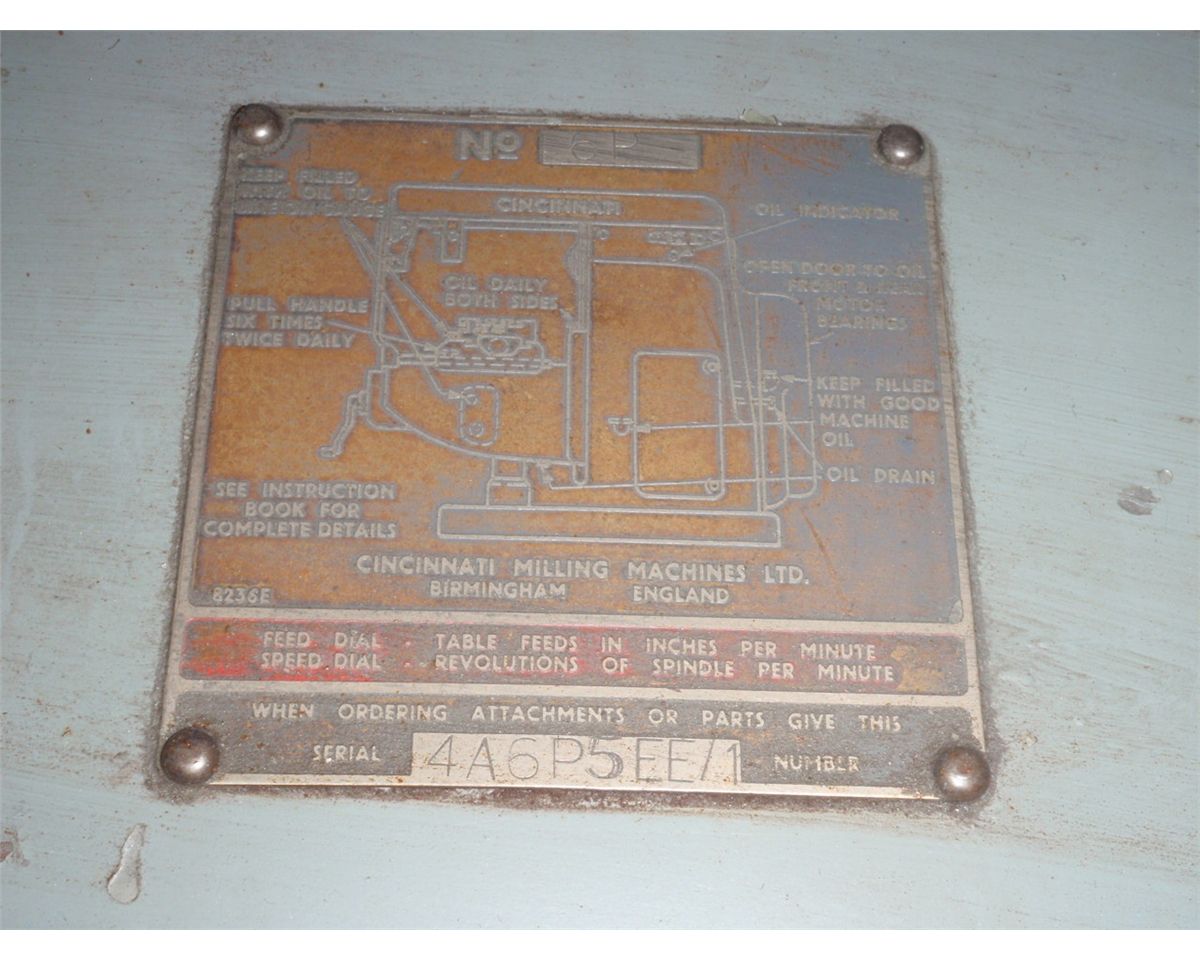 No
KEEP FILLED
WITH OIL TO
CINCINNATI
OIL INDICATOR
OIL DAILY
BOTH SIDES
OPEN DOOR TO OIL
FRONT & REAR
MOTOR
BEARINGS
PULL HANDLE
SIX TIMES
TWICE DAILY
KEEP FILLED
WITH GOOD
MACHINE
OIL
OIL DRAIN
SEE INSTRUCTION
BOOK FOR
COMPLETE DETAILS
CINCINNATI MILLING MACHINES LTD.
BIRMINGHAM ENGLAND
8236E
FEED DIAL - TABLE FEEDS IN INCHES PER MINUTE
SPEED DIAL - REVOLUTIONS OF SPINDLE PER MINUTE
WHEN ORDERING ATTACHMENTS OR PARTS GIVE THIS
SERIAL 4A6P5EE/1 NUMBER